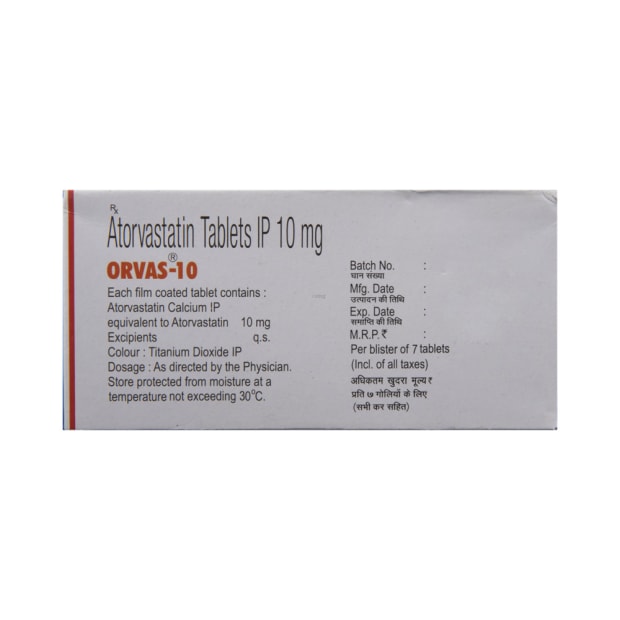 Rx
Atorvastatin Tablets IP 10 mg
ORVAS®-10
Each film coated tablet contains :
Atorvastatin Calcium IP
equivalent to Atorvastatin 10 mg
Excipients q.s.
Colour : Titanium Dioxide IP
Dosage : As directed by the Physician.
Store protected from moisture at a
temperature not exceeding 30°C.
Batch No. :
घान संख्या
Mfg. Date :
उत्पादन की तिथि
Exp. Date :
समाप्ति की तिथि
M.R.P.₹ :
Per blister of 7 tablets
(Incl. of all taxes)
अधिकतम खुदरा मूल्य ₹
प्रति ७ गोलियों के लिए
(सभी कर सहित)